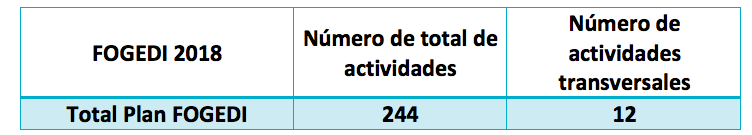 FOGEDI 2018
Número de total de
actividades
Número de
actividades
transversales
Total Plan FOGEDI
244
12